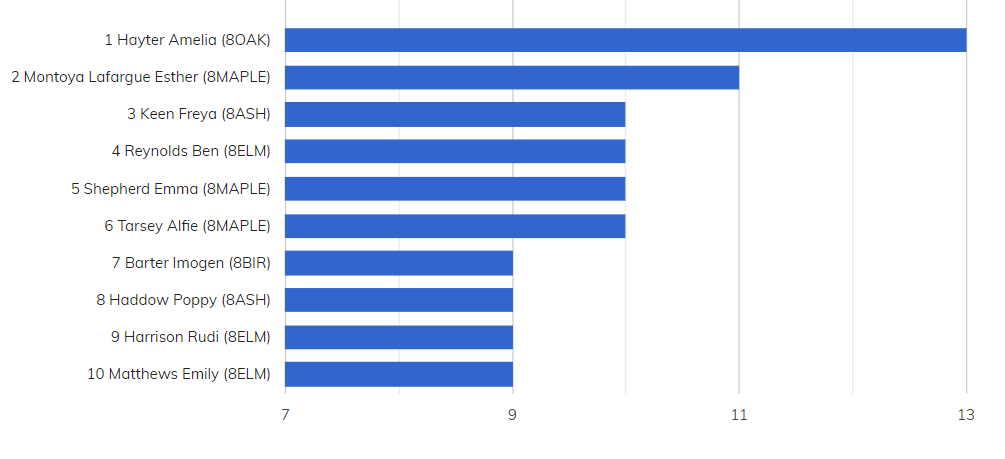 1 Hayter Amelia (8OAK)
2 Montoya Lafargue Esther (8MAPLE)
3 Keen Freya (8ASH)
4 Reynolds Ben (8ELM)
5 Shepherd Emma (8MAPLE)
6 Tarsey Alfie (8MAPLE)
7 Barter Imogen (8BIR)
8 Haddow Poppy (8ASH)
9 Harrison Rudi (8ELM)
10 Matthews Emily (8ELM)
7 9 11 13